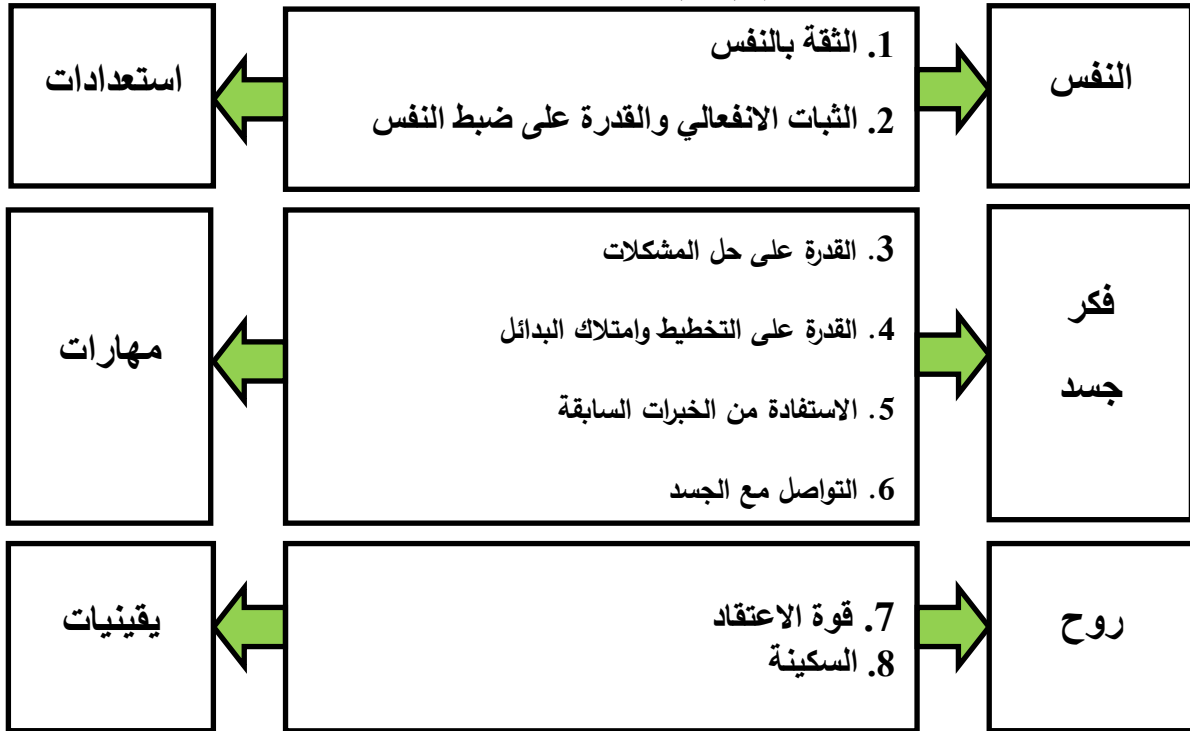 النفس
1. الثقة بالنفس
2. الثبات الانفعالي والقدرة على ضبط النفس
استعدادات
فكر
جسد
3. القدرة على حل المشكلات
4. القدرة على التخطيط وامتلاك البدائل
5. الاستفادة من الخبرات السابقة
6. التواصل مع الجسد
مهارات
روح
7. قوة الاعتقاد
8. السكينة
يقينيات